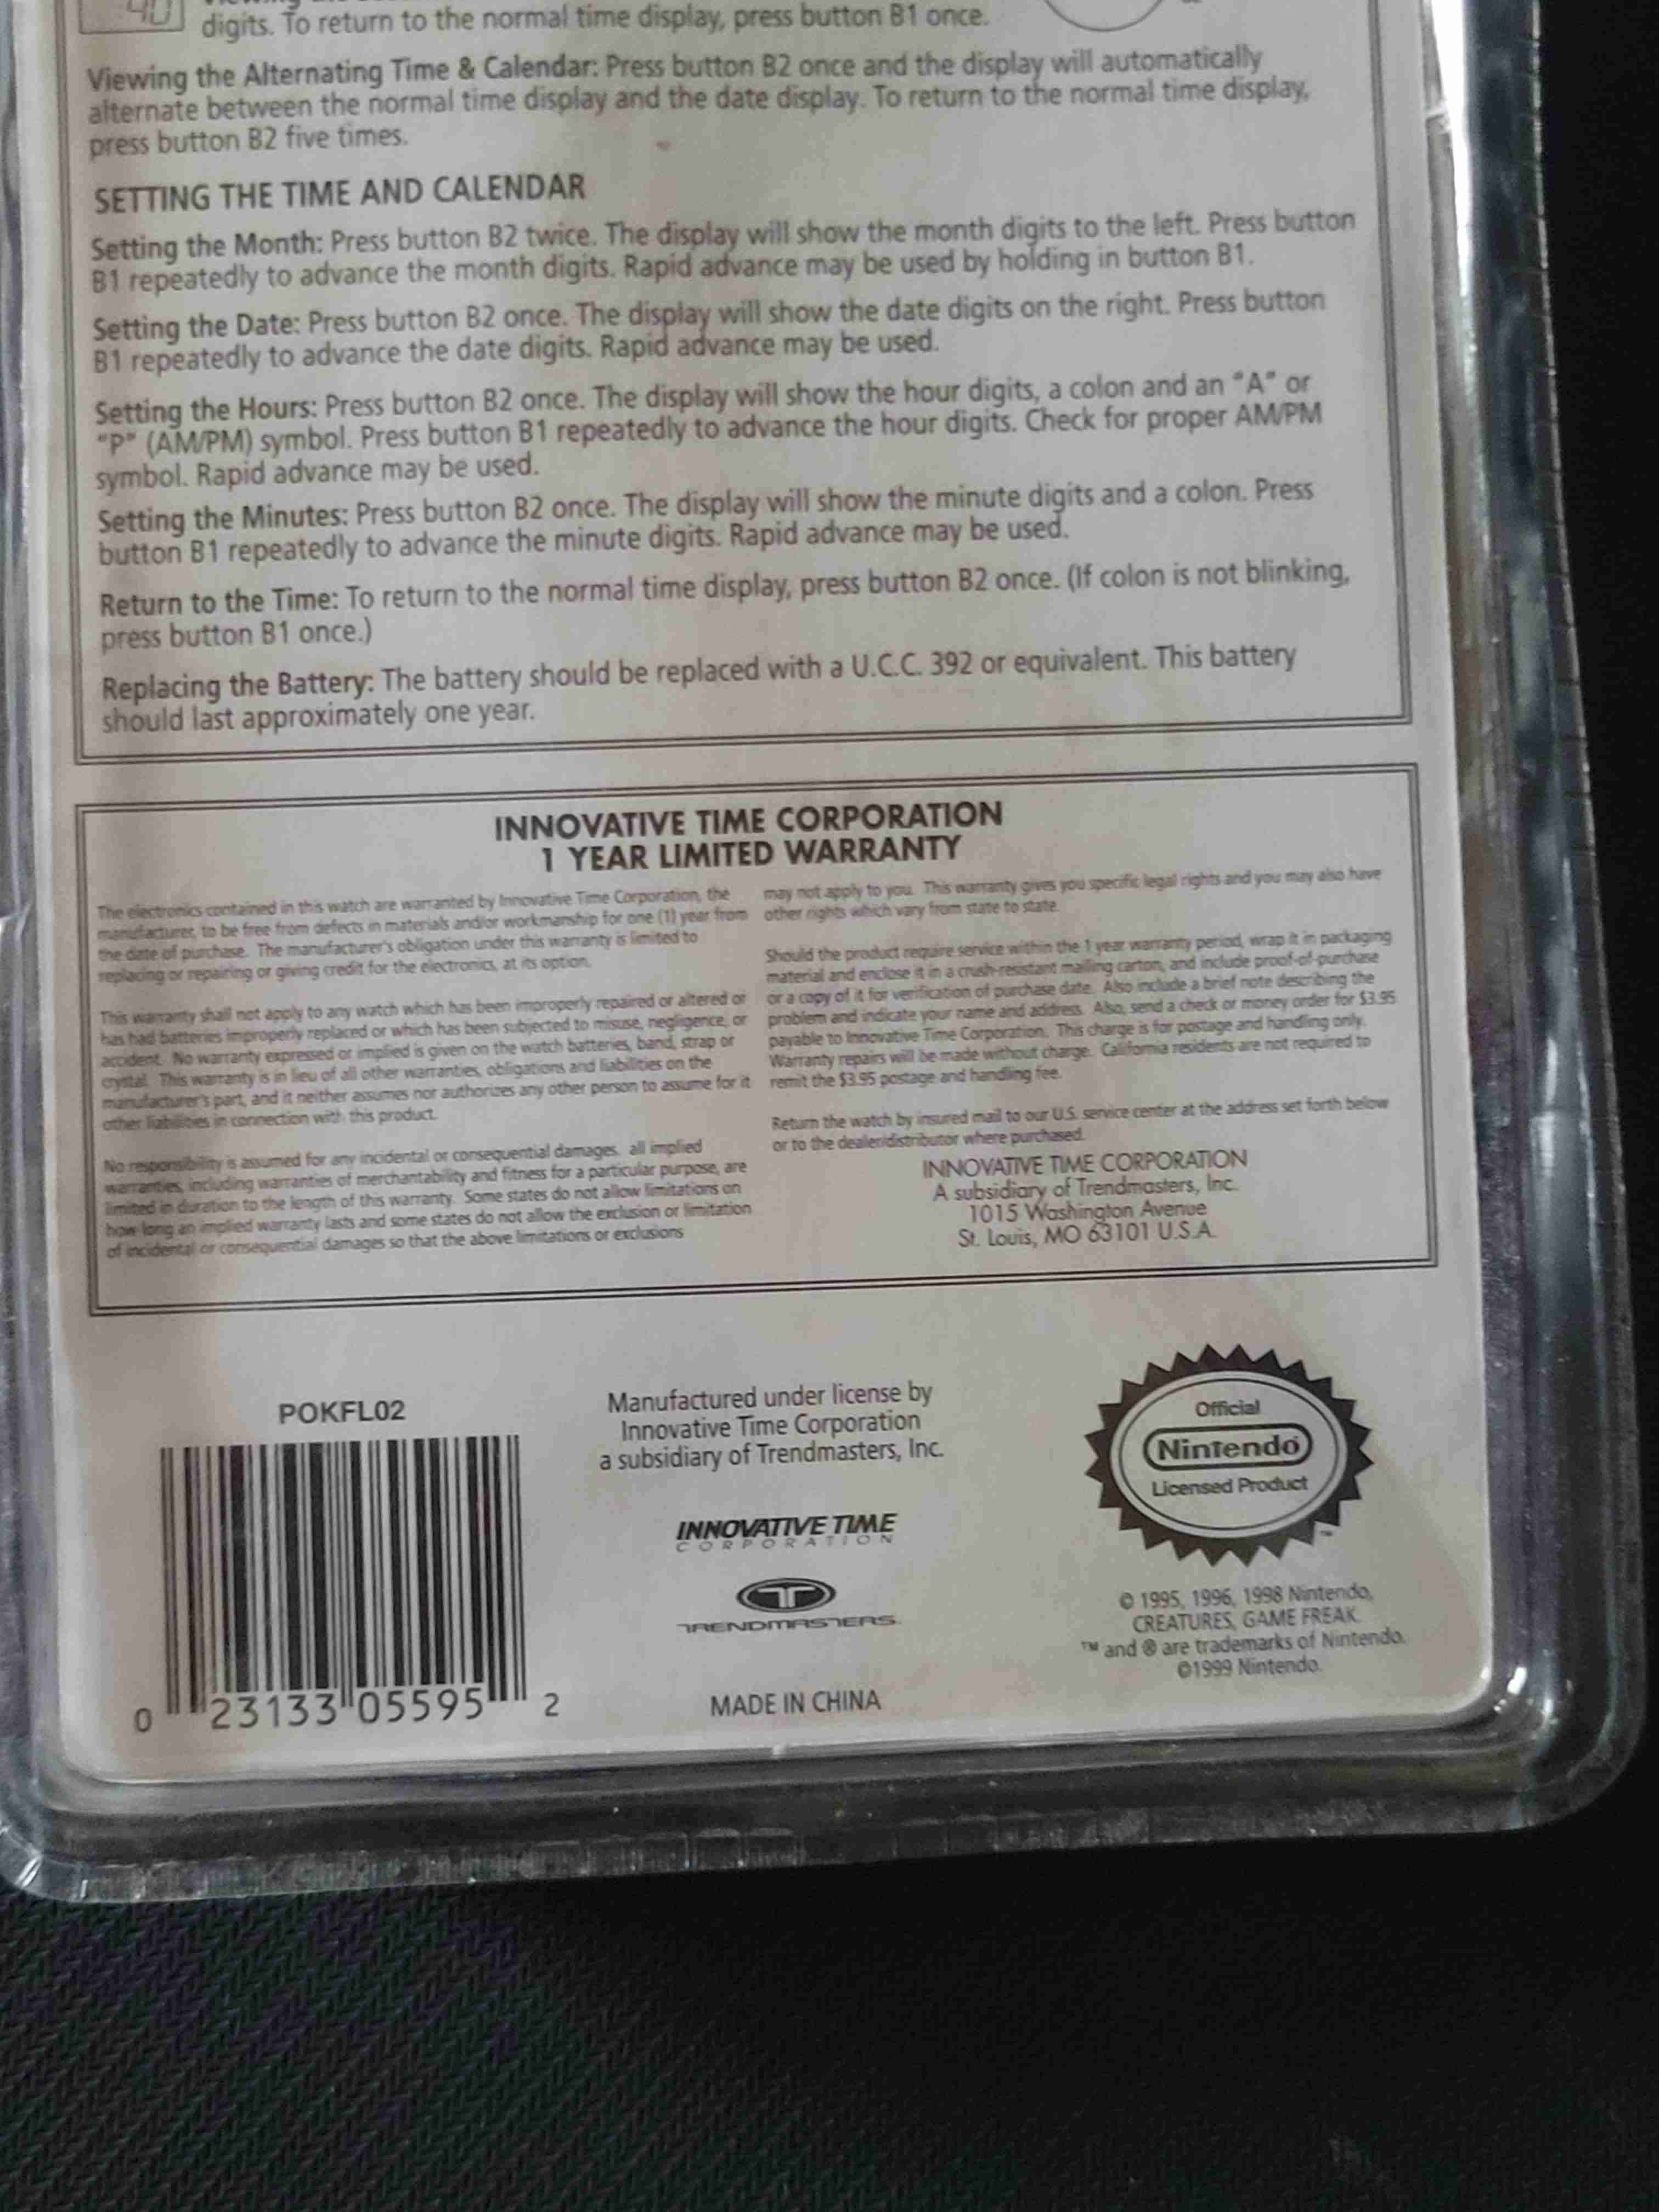 digits. To return to the normal time display, press button B1 once.
Viewing the Alternating Time & Calendar: Press button B2 once and the display will automatically
alternate between the normal time display and the date display. To return to the normal time display,
press button B2 five times.
SETTING THE TIME AND CALENDAR
Setting the Month: Press button B2 twice. The display will show the month digits to the left. Press button
B1 repeatedly to advance the month digits. Rapid advance may be used by holding in button B1.
Setting the Date: Press button B2 once. The display will show the date digits on the right. Press button
B1 repeatedly to advance the date digits. Rapid advance may be used.
Setting the Hours: Press button B2 once. The display will show the hour digits, a colon and an "A" or
"P" (AM/PM) symbol. Press button B1 repeatedly to advance the hour digits. Check for proper AM/PM
symbol. Rapid advance may be used.
Setting the Minutes: Press button B2 once. The display will show the minute digits and a colon. Press
button B1 repeatedly to advance the minute digits. Rapid advance may be used.
Return to the Time: To return to the normal time display, press button B2 once. (If colon is not blinking,
press button B1 once.)
Replacing the Battery: The battery should be replaced with a U.C.C. 392 or equivalent. This battery
should last approximately one year.
INNOVATIVE TIME CORPORATION
1 YEAR LIMITED WARRANTY
The electronics contained in this watch are warranted by Innovative Time Corporation, the
manufacturer, to be free from defects in materials and/or workmanship for one (1) year from
the date of purchase. The manufacturer's obligation under this warranty is limited to
replacing or repairing or giving credit for the electronics, at its option.
This warranty shall not apply to any watch which has been improperly repaired or altered or
has had batteries improperly replaced or which has been subjected to misuse, negligence, or
accident. No warranty expressed or implied is given on the watch batteries, band, strap or
crystal. This warranty is in lieu of all other warranties, obligations and liabilities on the
manufacturer's part, and it neither assumes nor authorizes any other person to assume for it
other liabilities in connection with this product.
No responsibility is assumed for any incidental or consequential damages. all implied
warranties, including warranties of merchantability and fitness for a particular purpose, are
limited in duration to the length of this warranty. Some states do not allow limitations on
how long an implied warranty lasts and some states do not allow the exclusion or limitation
of incidental or consequential damages so that the above limitations or exclusions
may not apply to you. This warranty gives you specific legal rights and you may also have
other rights which vary from state to state.
Should the product require service within the 1 year warranty period, wrap it in packaging
material and enclose it in a crush-resistant mailing carton, and include proof-of-purchase
or a copy of it for verification of purchase date. Also include a brief note describing the
problem and indicate your name and address. Also, send a check or money order for $3.95
payable to Innovative Time Corporation. This charge is for postage and handling only.
Warranty repairs will be made without charge. California residents are not required to
remit the $3.95 postage and handling fee.
Return the watch by insured mail to our U.S. service center at the address set forth below
or to the dealer/distributor where purchased.
INNOVATIVE TIME CORPORATION
A subsidiary of Trendmasters, Inc.
1015 Washington Avenue
St. Louis, MO 63101 U.S.A.
POKFL02
0 23133 05595 2
Manufactured under license by
Innovative Time Corporation
a subsidiary of Trendmasters, Inc.
INNOVATIVE TIME
CORPORATION
TRENDMASTERS
MADE IN CHINA
Official
Nintendo
Licensed Product
™
© 1995, 1996, 1998 Nintendo,
CREATURES, GAME FREAK.
™ and ® are trademarks of Nintendo.
©1999 Nintendo.